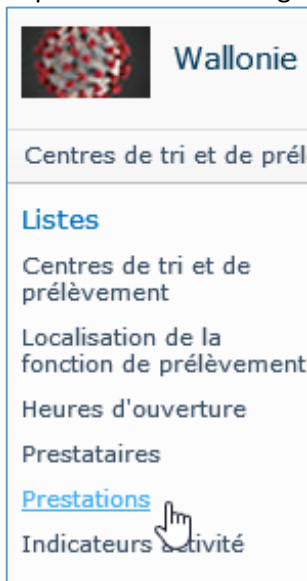 Wallonie
Centres de tri et de prél
Listes
Centres de tri et de
prélèvement
Localisation de la
fonction de prélèvement
Heures d'ouverture
Prestataires
Prestations
Indicateurs activité